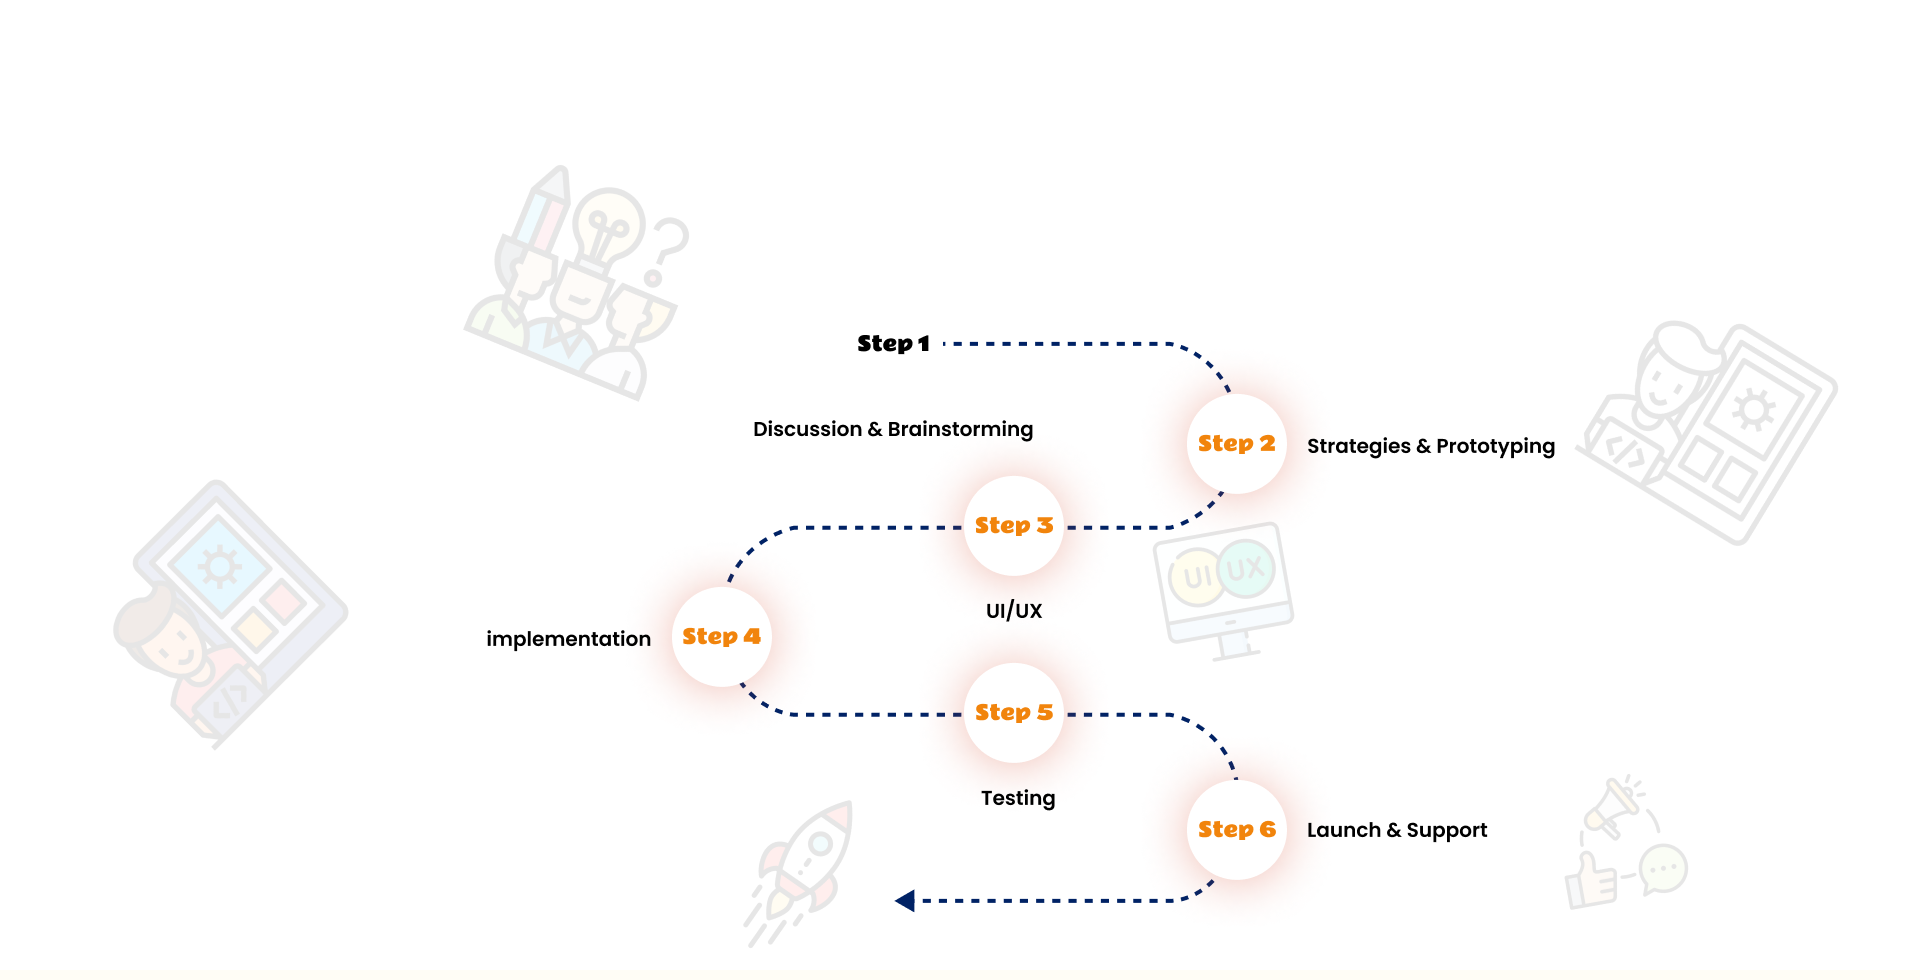 Step 1
Discussion & Brainstorming
Step 2
Strategies & Prototyping
Step 3
UI/UX
UI UX
Step 4
implementation
</>
</>
Step 5
Testing
Step 6
Launch & Support